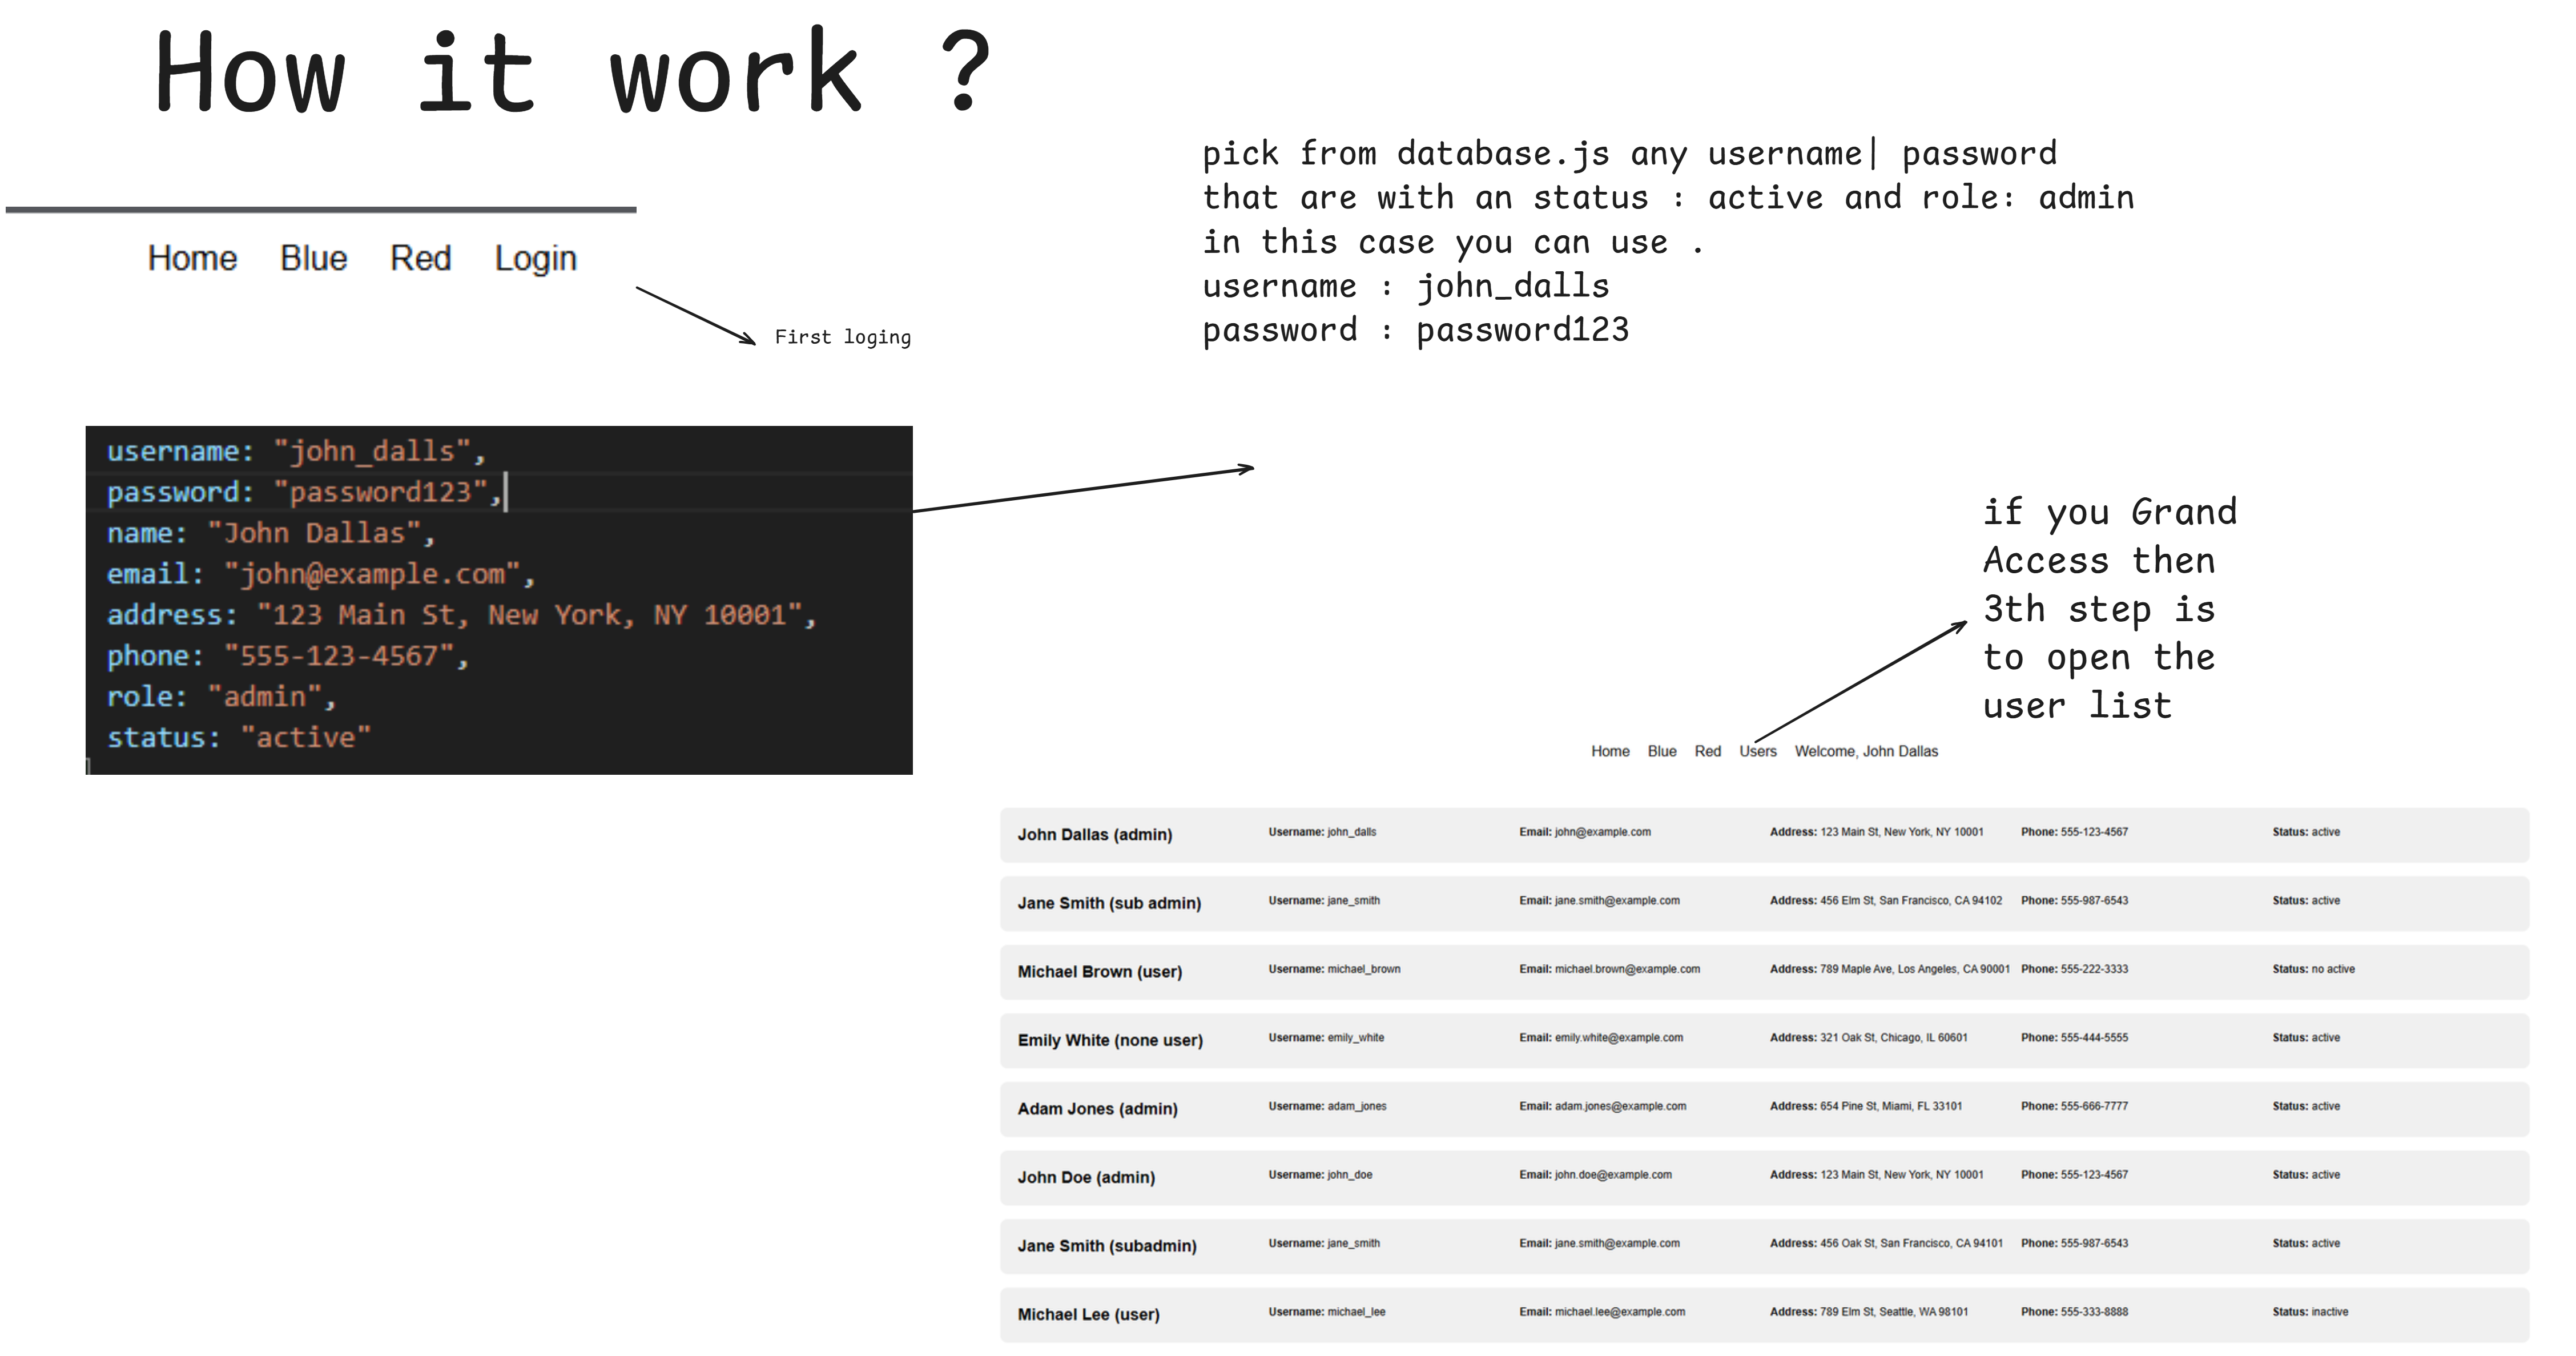 How it work ?
Home Blue Red Login
First loging
pick from database.js any username| password
that are with an status : active and role: admin
in this case you can use .
username : john_dalls
password : password123
username: "john_dalls",
password: "password123",
name: "John Dallas",
email: "john@example.com",
address: "123 Main St, New York, NY 10001",
phone: "555-123-4567",
role: "admin",
status: "active"
if you Grand
Access then
3th step is
to open the
user list
Home Blue Red Users Welcome, John Dallas
John Dallas (admin) Username: john_dalls Email: john@example.com Address: 123 Main St, New York, NY 10001 Phone: 555-123-4567 Status: active
Jane Smith (sub admin) Username: jane_smith Email: jane.smith@example.com Address: 456 Elm St, San Francisco, CA 94102 Phone: 555-987-6543 Status: active
Michael Brown (user) Username: michael_brown Email: michael.brown@example.com Address: 789 Maple Ave, Los Angeles, CA 90001 Phone: 555-222-3333 Status: no active
Emily White (none user) Username: emily_white Email: emily.white@example.com Address: 321 Oak St, Chicago, IL 60601 Phone: 555-444-5555 Status: active
Adam Jones (admin) Username: adam_jones Email: adam.jones@example.com Address: 654 Pine St, Miami, FL 33101 Phone: 555-666-7777 Status: active
John Doe (admin) Username: john_doe Email: john.doe@example.com Address: 123 Main St, New York, NY 10001 Phone: 555-123-4567 Status: active
Jane Smith (subadmin) Username: jane_smith Email: jane.smith@example.com Address: 456 Oak St, San Francisco, CA 94101 Phone: 555-987-6543 Status: active
Michael Lee (user) Username: michael_lee Email: michael.lee@example.com Address: 789 Elm St, Seattle, WA 98101 Phone: 555-333-8888 Status: inactive